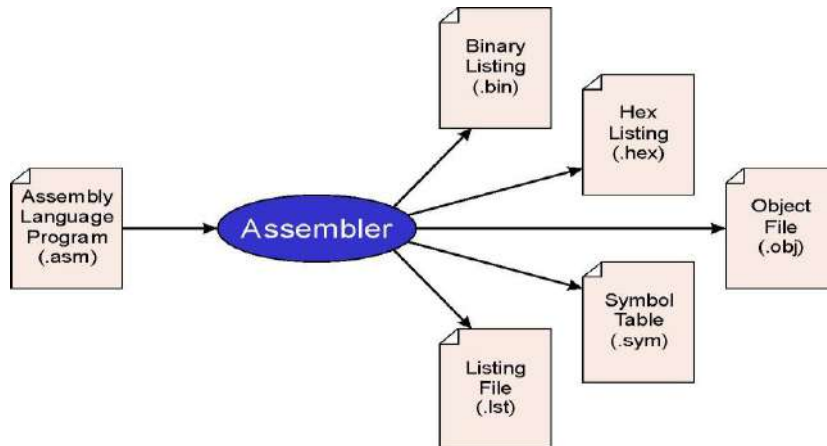 Binary
Listing
(.bin)
Hex
Listing
(.hex)
Assembly
Language
Program
(.asm)
Assembler
Object
File
(.obj)
Symbol
Table
(.sym)
Listing
File
(.lst)